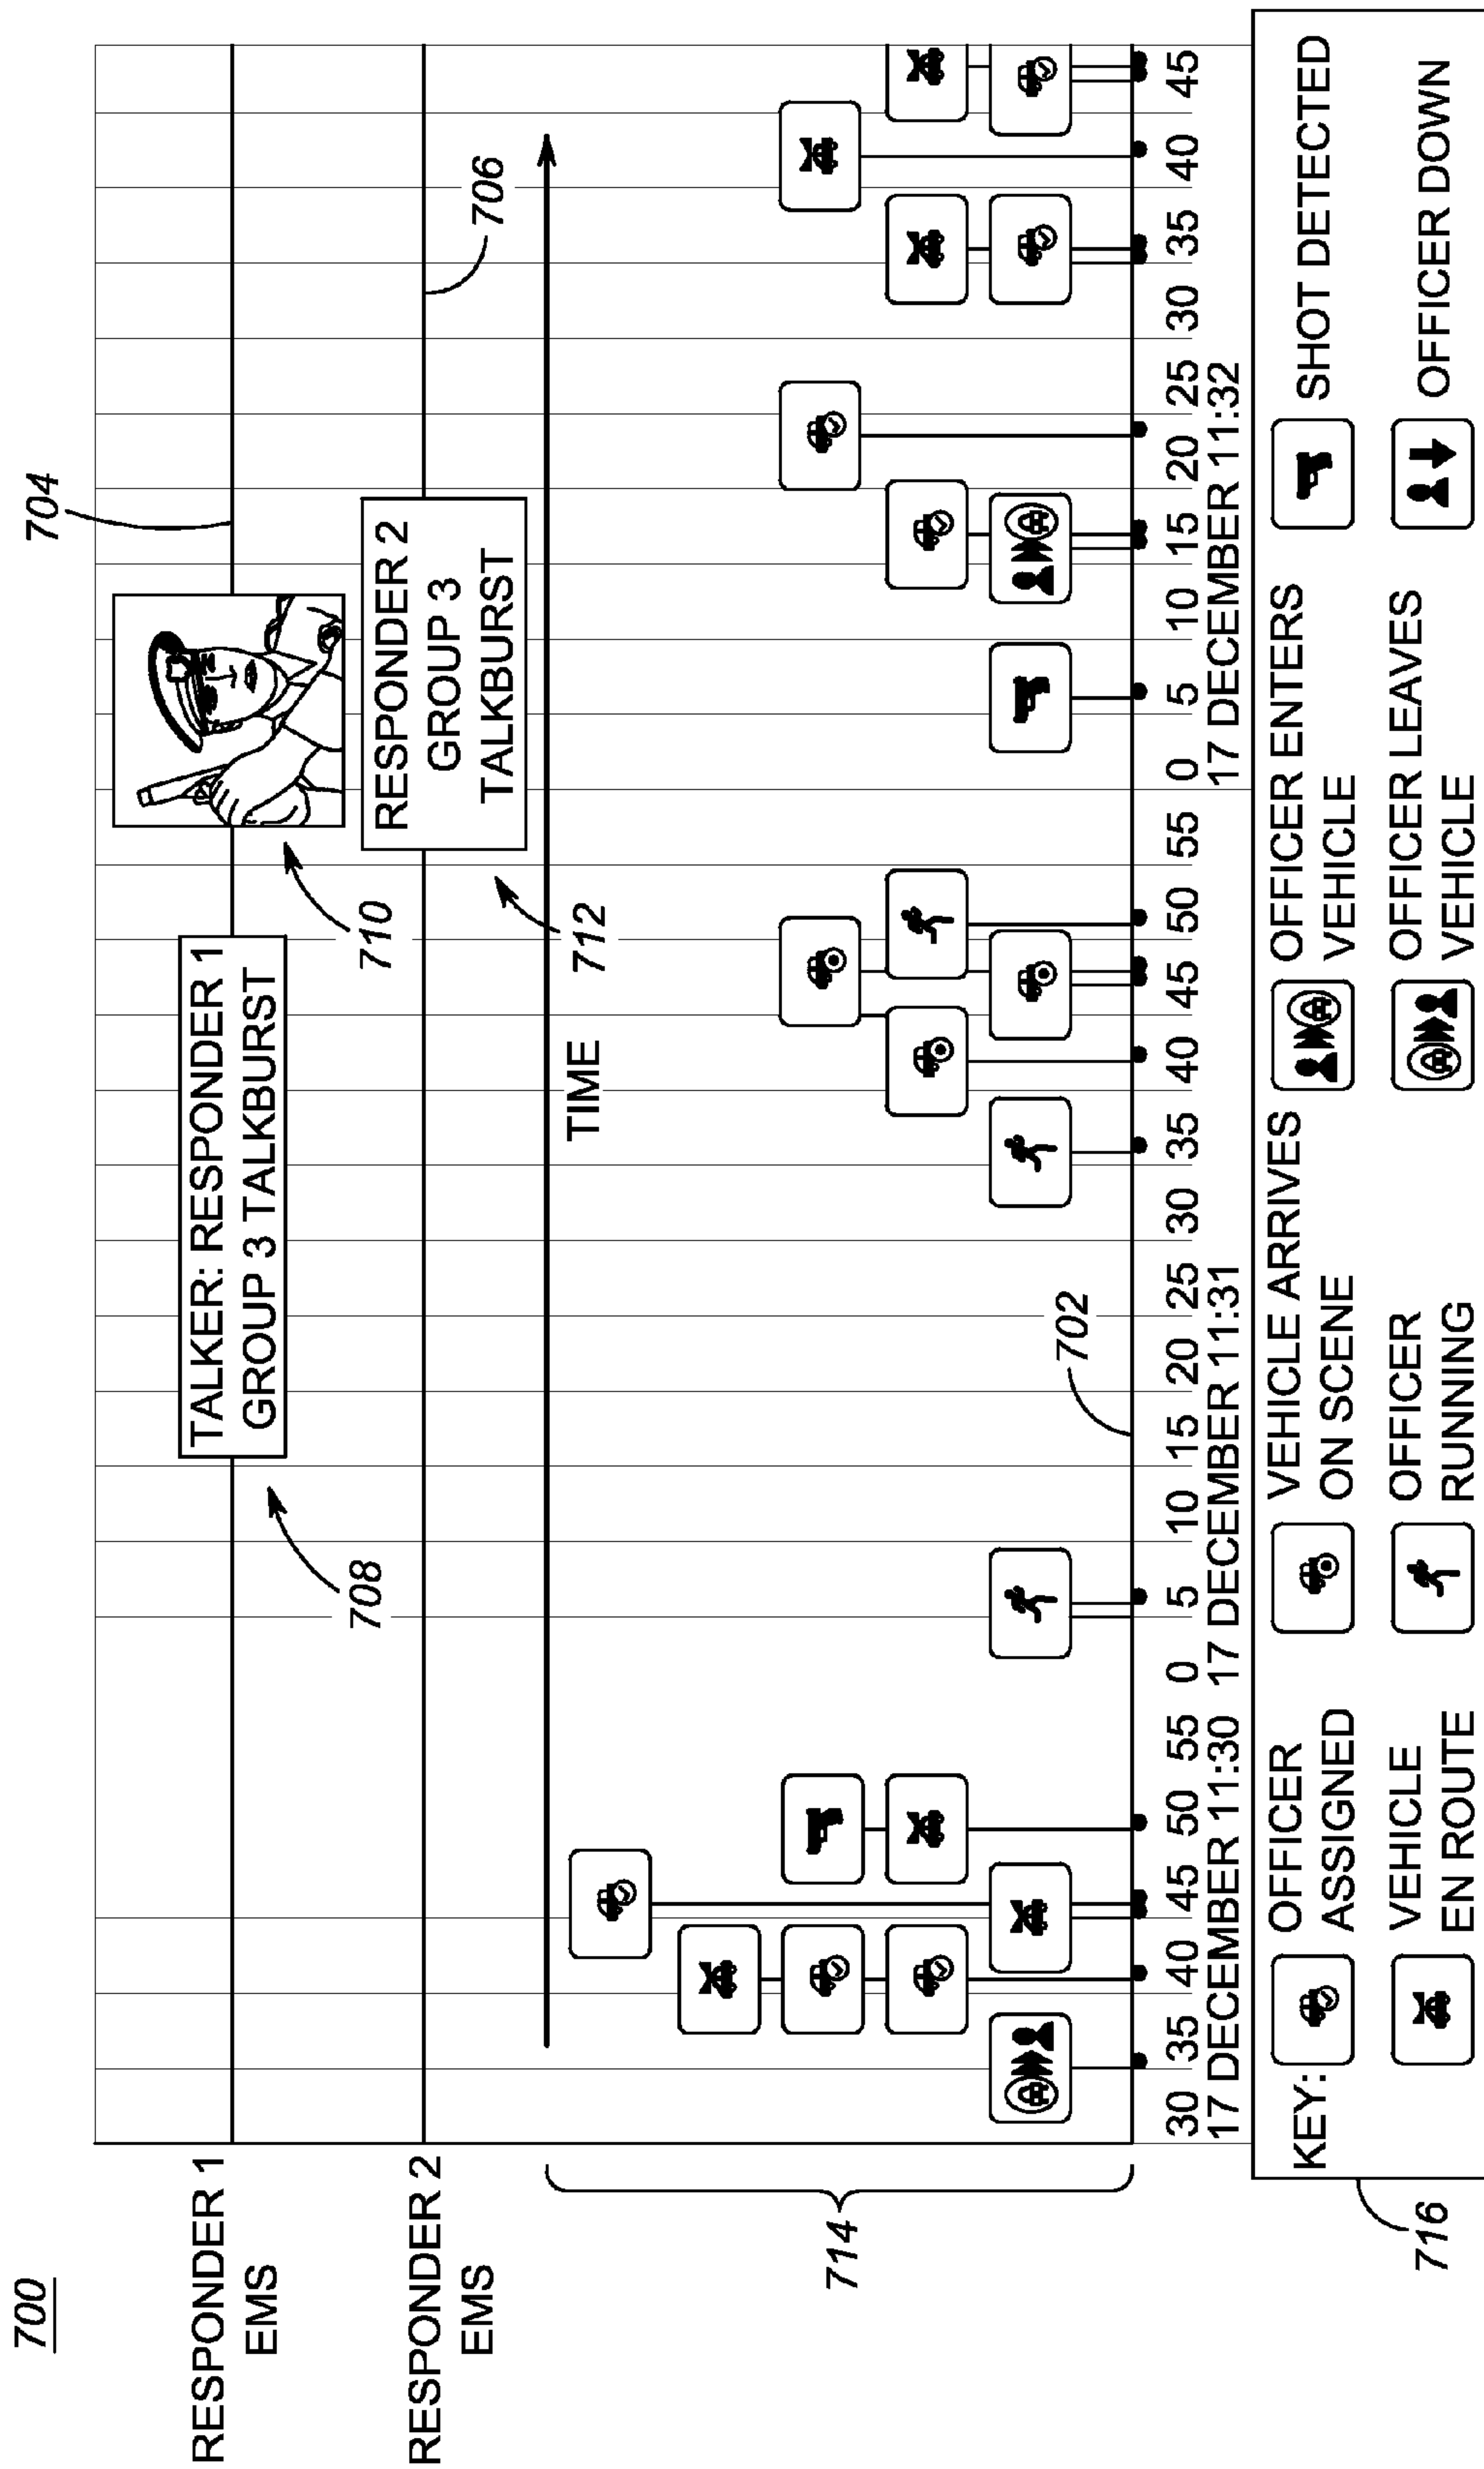 700
704
RESPONDER 1
EMS
TALKER: RESPONDER 1
GROUP 3 TALKBURST
708
710
RESPONDER 2
EMS
RESPONDER 2
GROUP 3
TALKBURST
706
712
TIME
714
702
30 35 40 45 50 55 0 5 10 15 20 25 30 35 40 45 50 55 0 5 10 15 20 25 30 35 40 45
17 DECEMBER 11:30 17 DECEMBER 11:31 17 DECEMBER 11:32
KEY:
OFFICER
ASSIGNED
VEHICLE ARRIVES
ON SCENE
OFFICER ENTERS
VEHICLE
SHOT DETECTED
VEHICLE
EN ROUTE
OFFICER
RUNNING
OFFICER LEAVES
VEHICLE
OFFICER DOWN
716